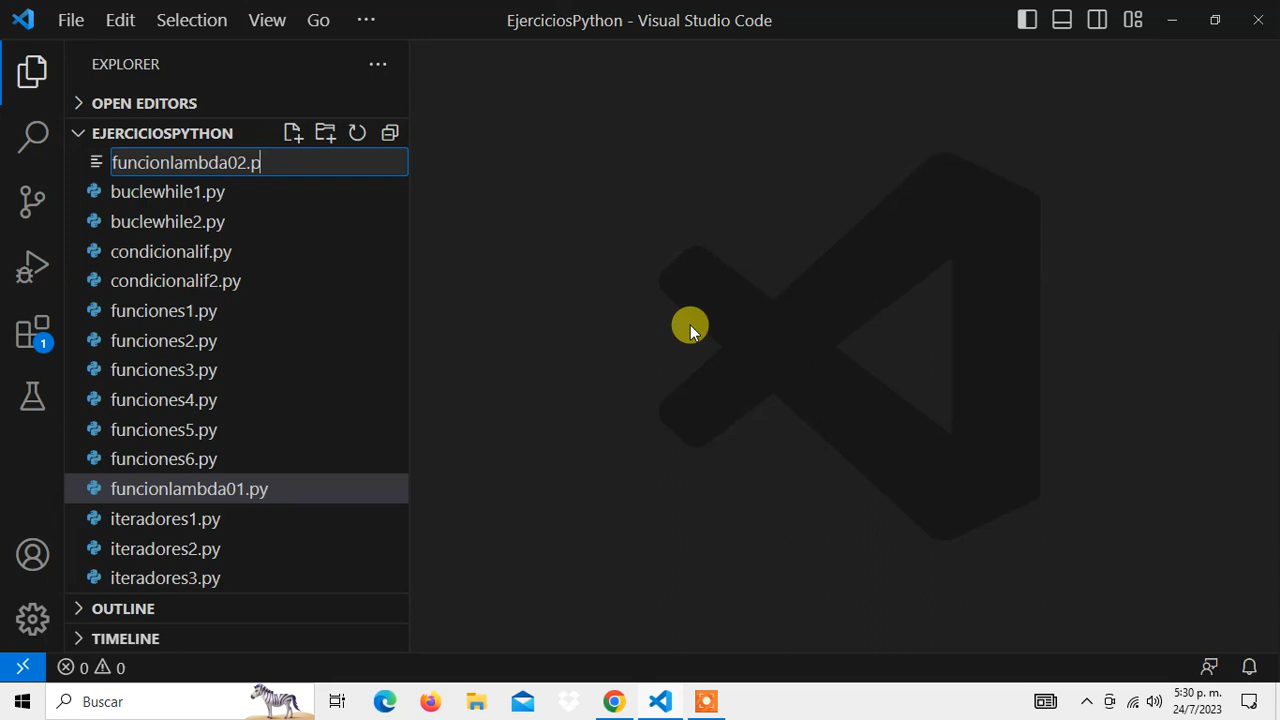 File Edit Selection View Go ··· EjerciciosPython - Visual Studio Code
EXPLORER ···
OPEN EDITORS
EJERCICIOSPYTHON
funcionlambda02.p
buclewhile1.py
buclewhile2.py
condicionalif.py
condicionalif2.py
funciones1.py
funciones2.py
funciones3.py
funciones4.py
funciones5.py
funciones6.py
funcionlambda01.py
iteradores1.py
iteradores2.py
iteradores3.py
1
OUTLINE
TIMELINE
0 0
Buscar
5:30 p. m.
24/7/2023